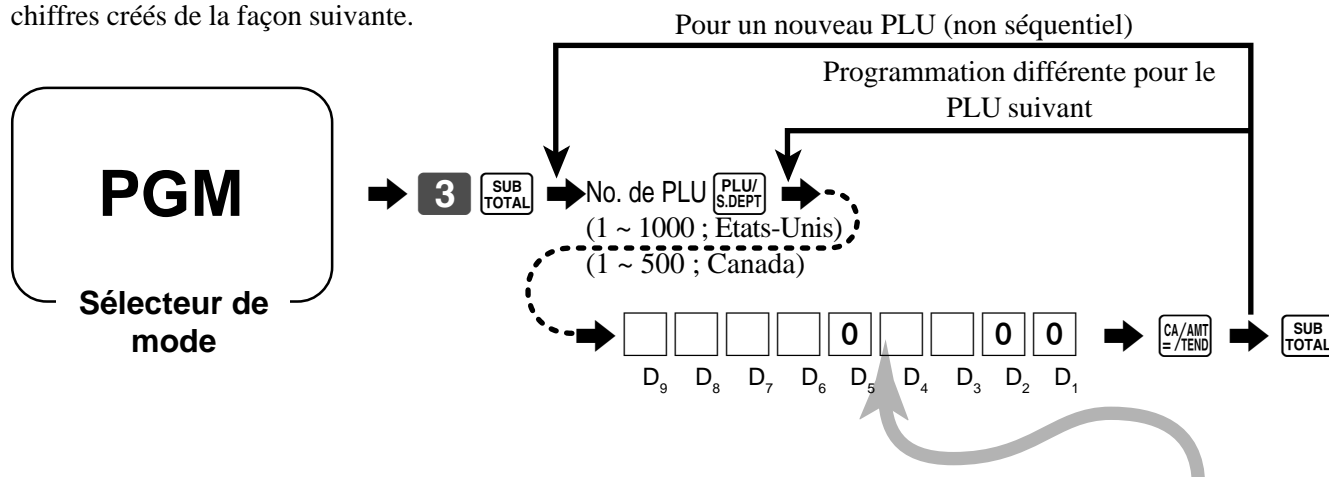 chiffres créés de la façon suivante.
Pour un nouveau PLU (non séquentiel)
Programmation différente pour le
PLU suivant
PGM
Sélecteur de
mode
3 SUB TOTAL No. de PLU PLU/ S.DEPT
(1 ~ 1000 ; Etats-Unis)
(1 ~ 500 ; Canada)
0 0 0 CA/AMT = /TEND SUB TOTAL
D9 D8 D7 D6 D5 D4 D3 D2 D1